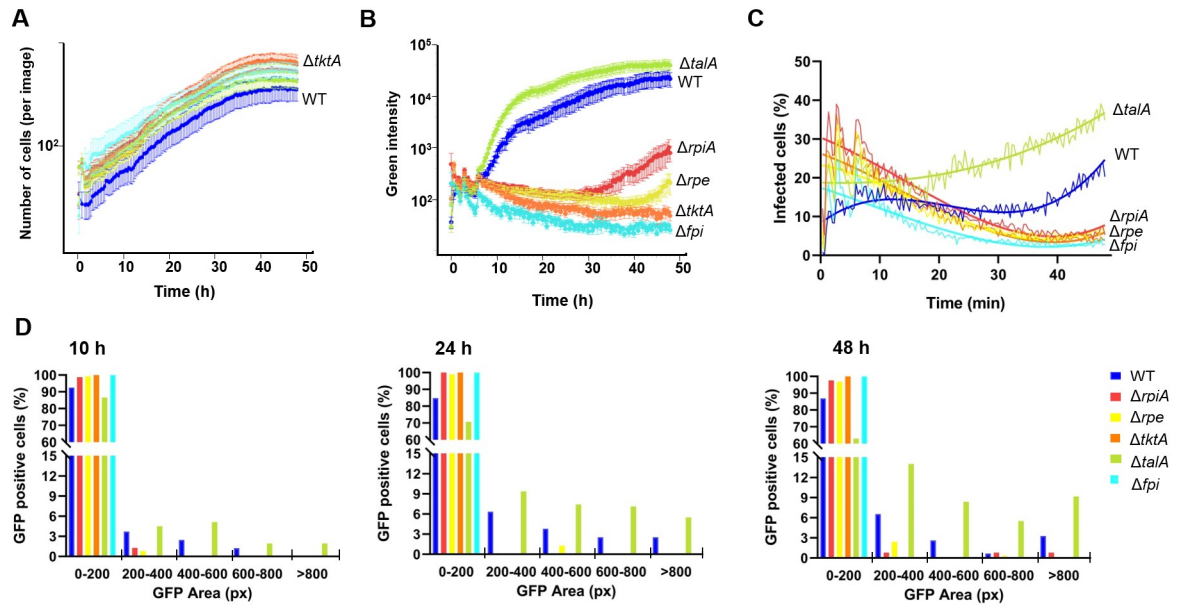 A
Number of cells (per image)
10²
ΔtktA
WT
0 10 20 30 40 50
Time (h)
B
Green intensity
10⁵
10⁴
10³
10²
ΔtalA
WT
ΔrpiA
Δrpe
ΔtktA
Δfpi
0 10 20 30 40 50
Time (h)
C
Infected cells (%)
50
40
30
20
10
0
ΔtalA
WT
ΔrpiA
Δrpe
Δfpi
0 10 20 30 40
Time (min)
D
10 h
GFP positive cells (%)
100
90
80
70
60
15
12
9
6
3
0
0-200 200-400 400-600 600-800 >800
GFP Area (px)
24 h
GFP positive cells (%)
100
90
80
70
60
15
12
9
6
3
0
0-200 200-400 400-600 600-800 >800
GFP Area (px)
48 h
GFP positive cells (%)
100
90
80
70
60
15
12
9
6
3
0
0-200 200-400 400-600 600-800 >800
GFP Area (px)
WT
ΔrpiA
Δrpe
ΔtktA
ΔtalA
Δfpi